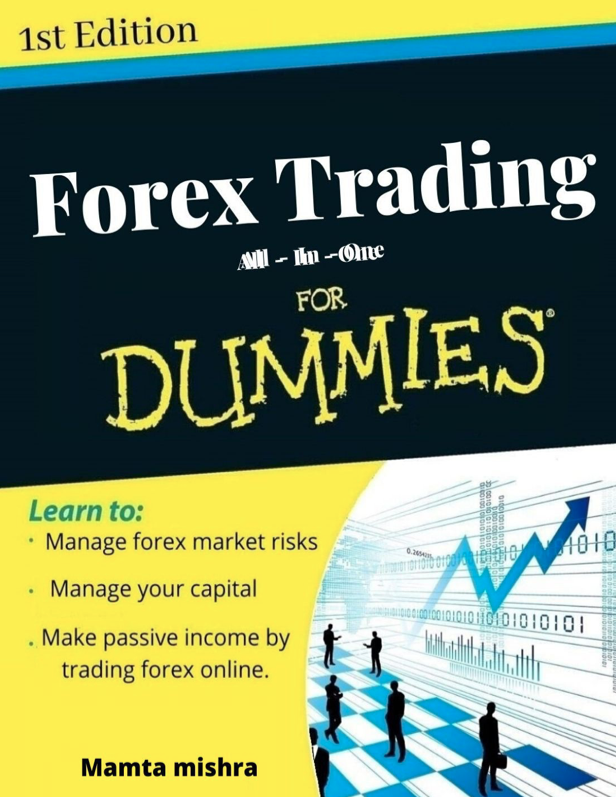 1st Edition
Forex Trading
All - In - One
FOR
DUMMIES®
Learn to:
· Manage forex market risks
· Manage your capital
· Make passive income by
trading forex online.
Mamta mishra